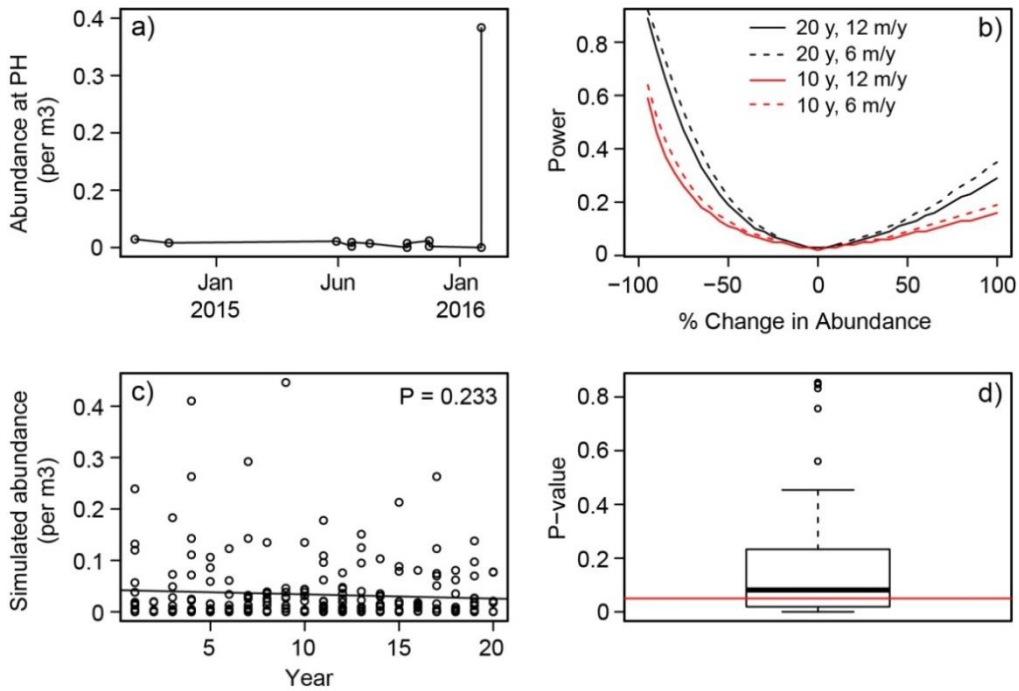 a)
Abundance at PH
(per m3)
0.4
0.3
0.2
0.2
0
Jan
2015
Jun
Jan
2016
b)
20 y, 12 m/y
20 y, 6 m/y
10 y, 12 m/y
10 y, 6 m/y
Power
0.8
0.6
0.4
0.2
0
−100
−50
0
50
100
% Change in Abundance
c)
P = 0.233
Simulated abundance
(per m3)
0.4
0.3
0.2
0.1
0
5
10
15
20
Year
d)
P−value
0.8
0.6
0.4
0.2
0